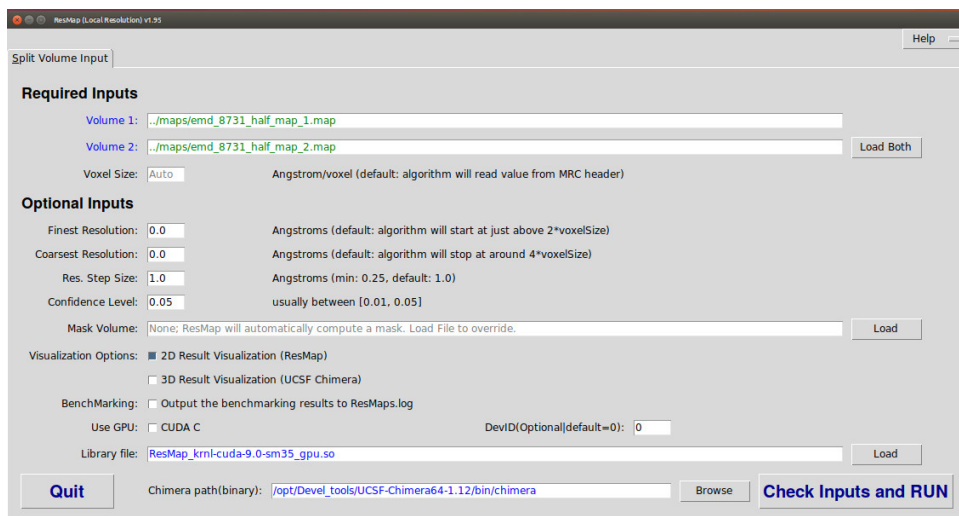 ResMap (Local Resolution) v1.95
Help
Split Volume Input
Required Inputs
Volume 1: ../maps/emd_8731_half_map_1.map
Volume 2: ../maps/emd_8731_half_map_2.map Load Both
Voxel Size: Auto Angstrom/voxel (default: algorithm will read value from MRC header)
Optional Inputs
Finest Resolution: 0.0 Angstroms (default: algorithm will start at just above 2*voxelSize)
Coarsest Resolution: 0.0 Angstroms (default: algorithm will stop at around 4*voxelSize)
Res. Step Size: 1.0 Angstroms (min: 0.25, default: 1.0)
Confidence Level: 0.05 usually between [0.01, 0.05]
Mask Volume: None; ResMap will automatically compute a mask. Load File to override. Load
Visualization Options: 2D Result Visualization (ResMap)
3D Result Visualization (UCSF Chimera)
BenchMarking: Output the benchmarking results to ResMaps.log
Use GPU: CUDA C DevID(Optional|default=0): 0
Library file: ResMap_krnl-cuda-9.0-sm35_gpu.so Load
Quit Chimera path(binary): /opt/Devel_tools/UCSF-Chimera64-1.12/bin/chimera Browse Check Inputs and RUN